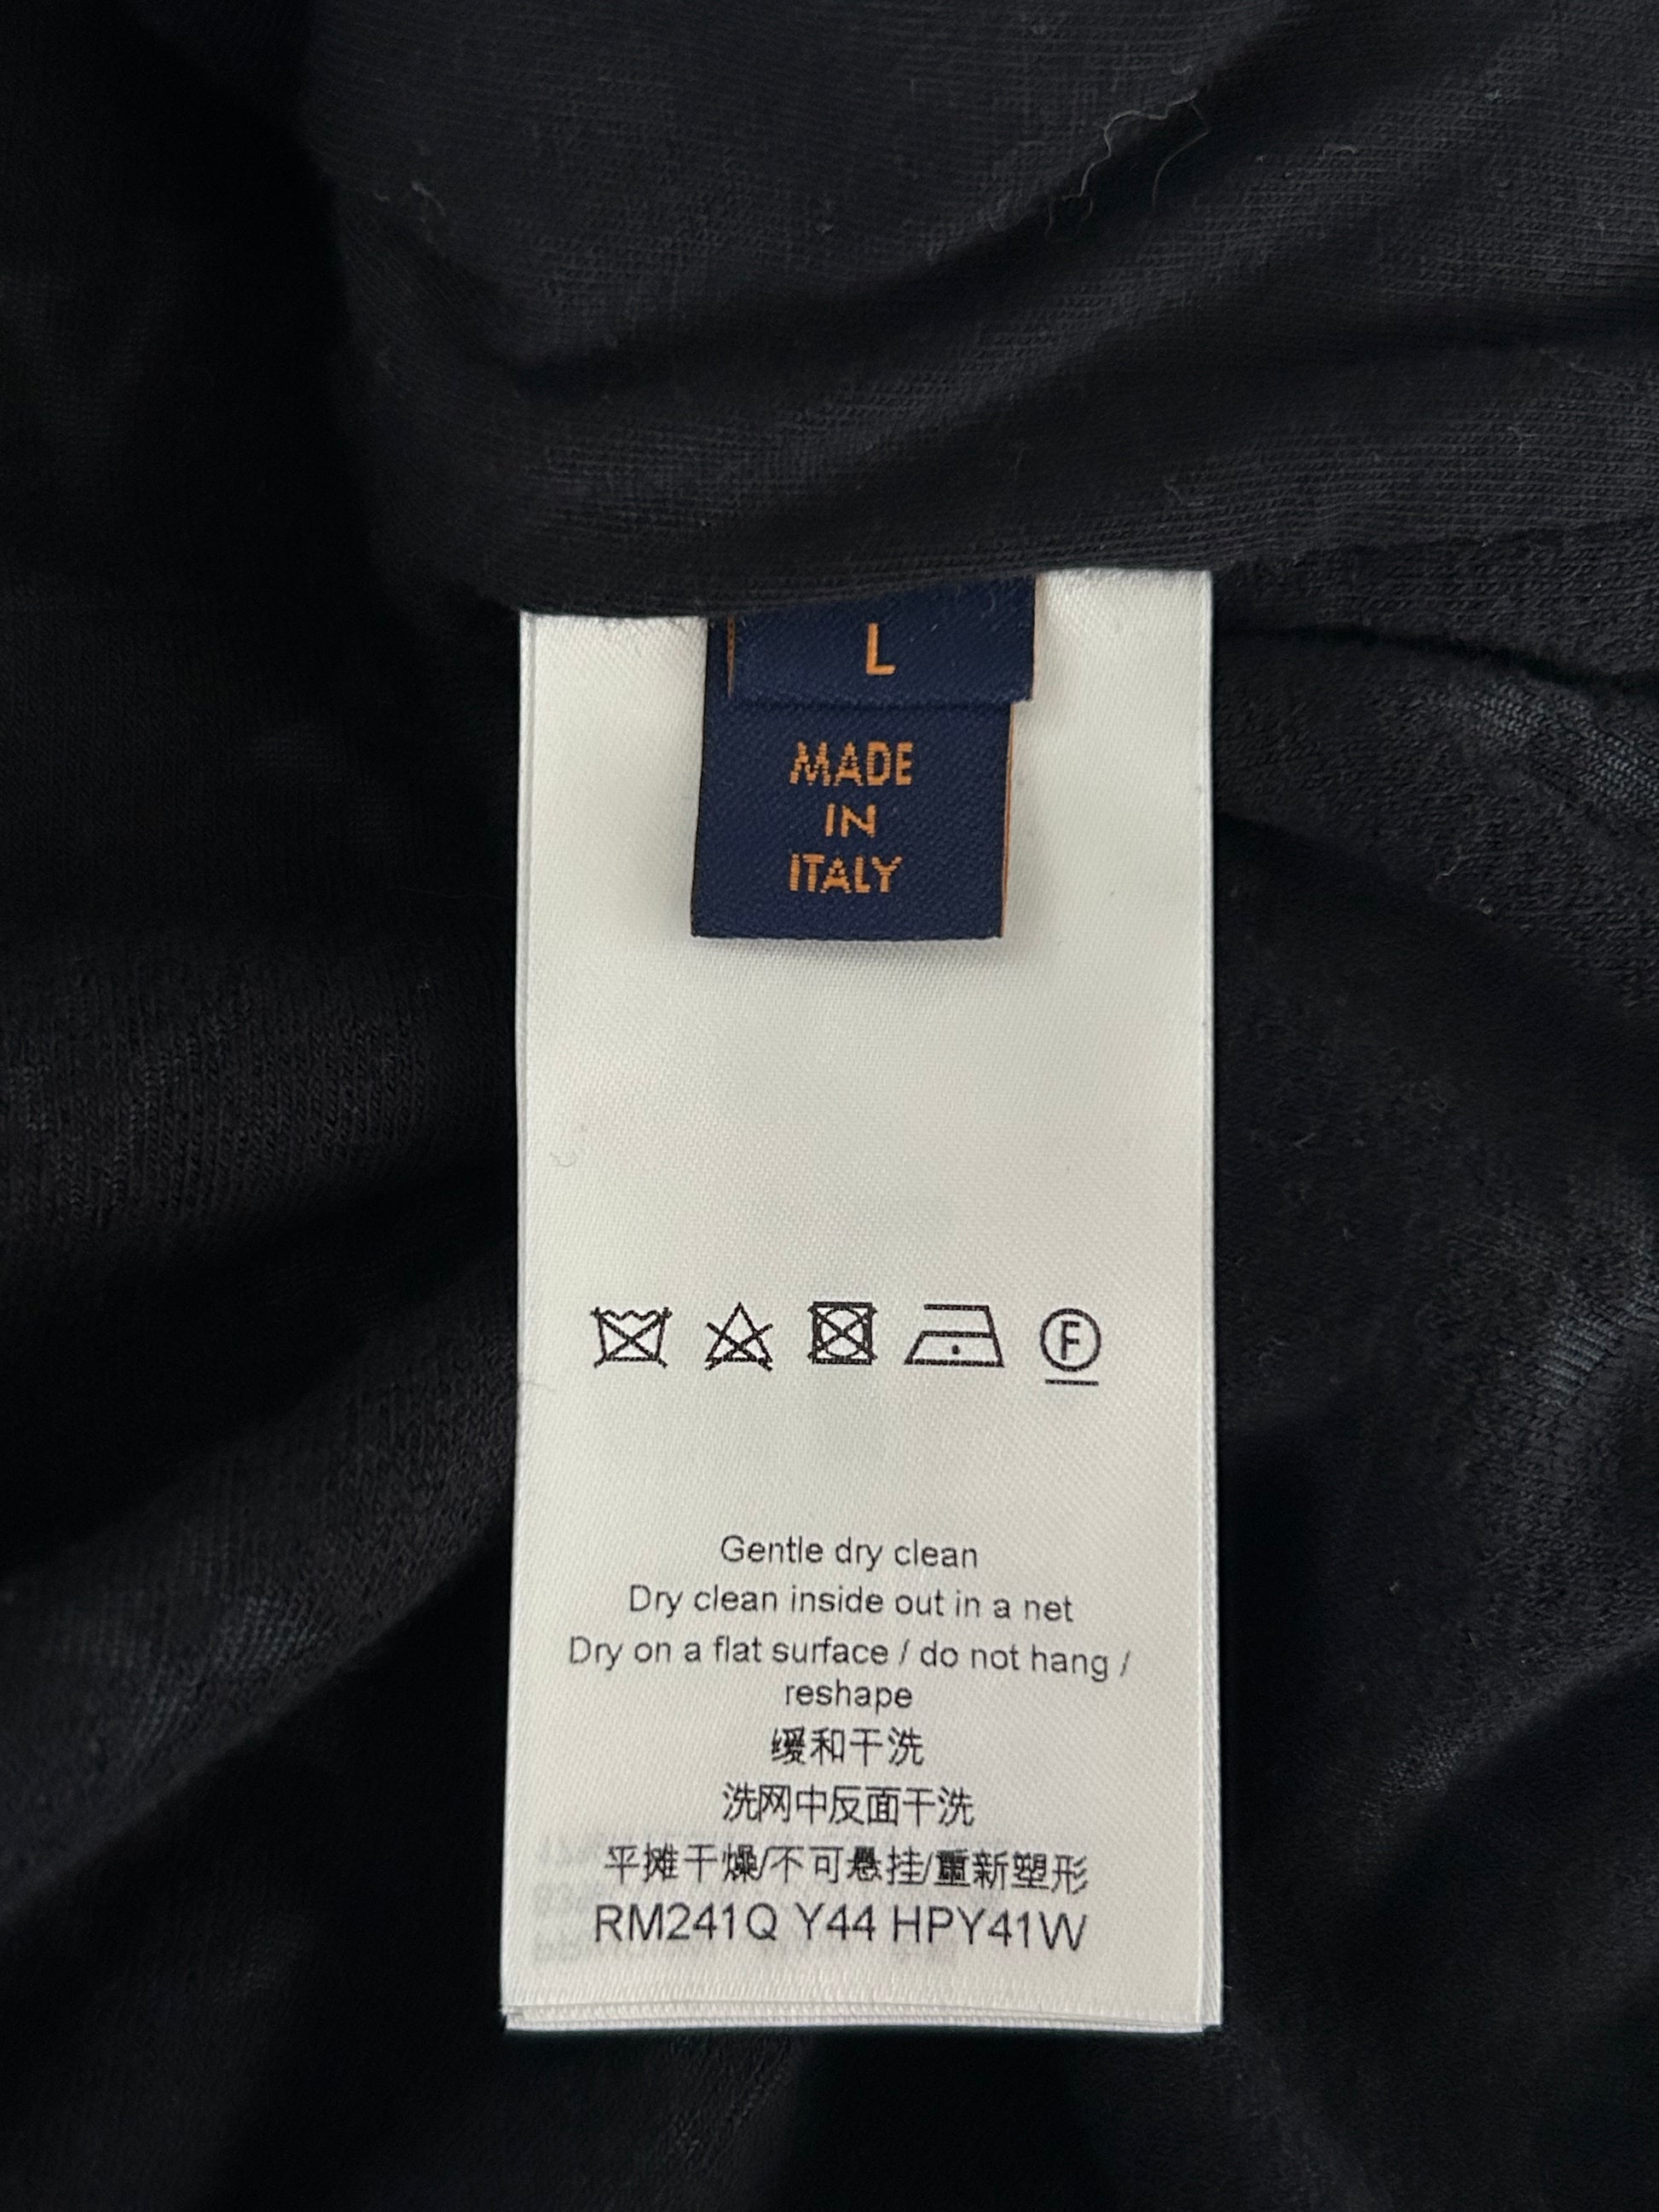 L
MADE
IN
ITALY
F
Gentle dry clean
Dry clean inside out in a net
Dry on a flat surface / do not hang /
reshape
缓和干洗
洗网中反面干洗
平摊干燥/不可悬挂/重新塑形
RM241Q Y44 HPY41W